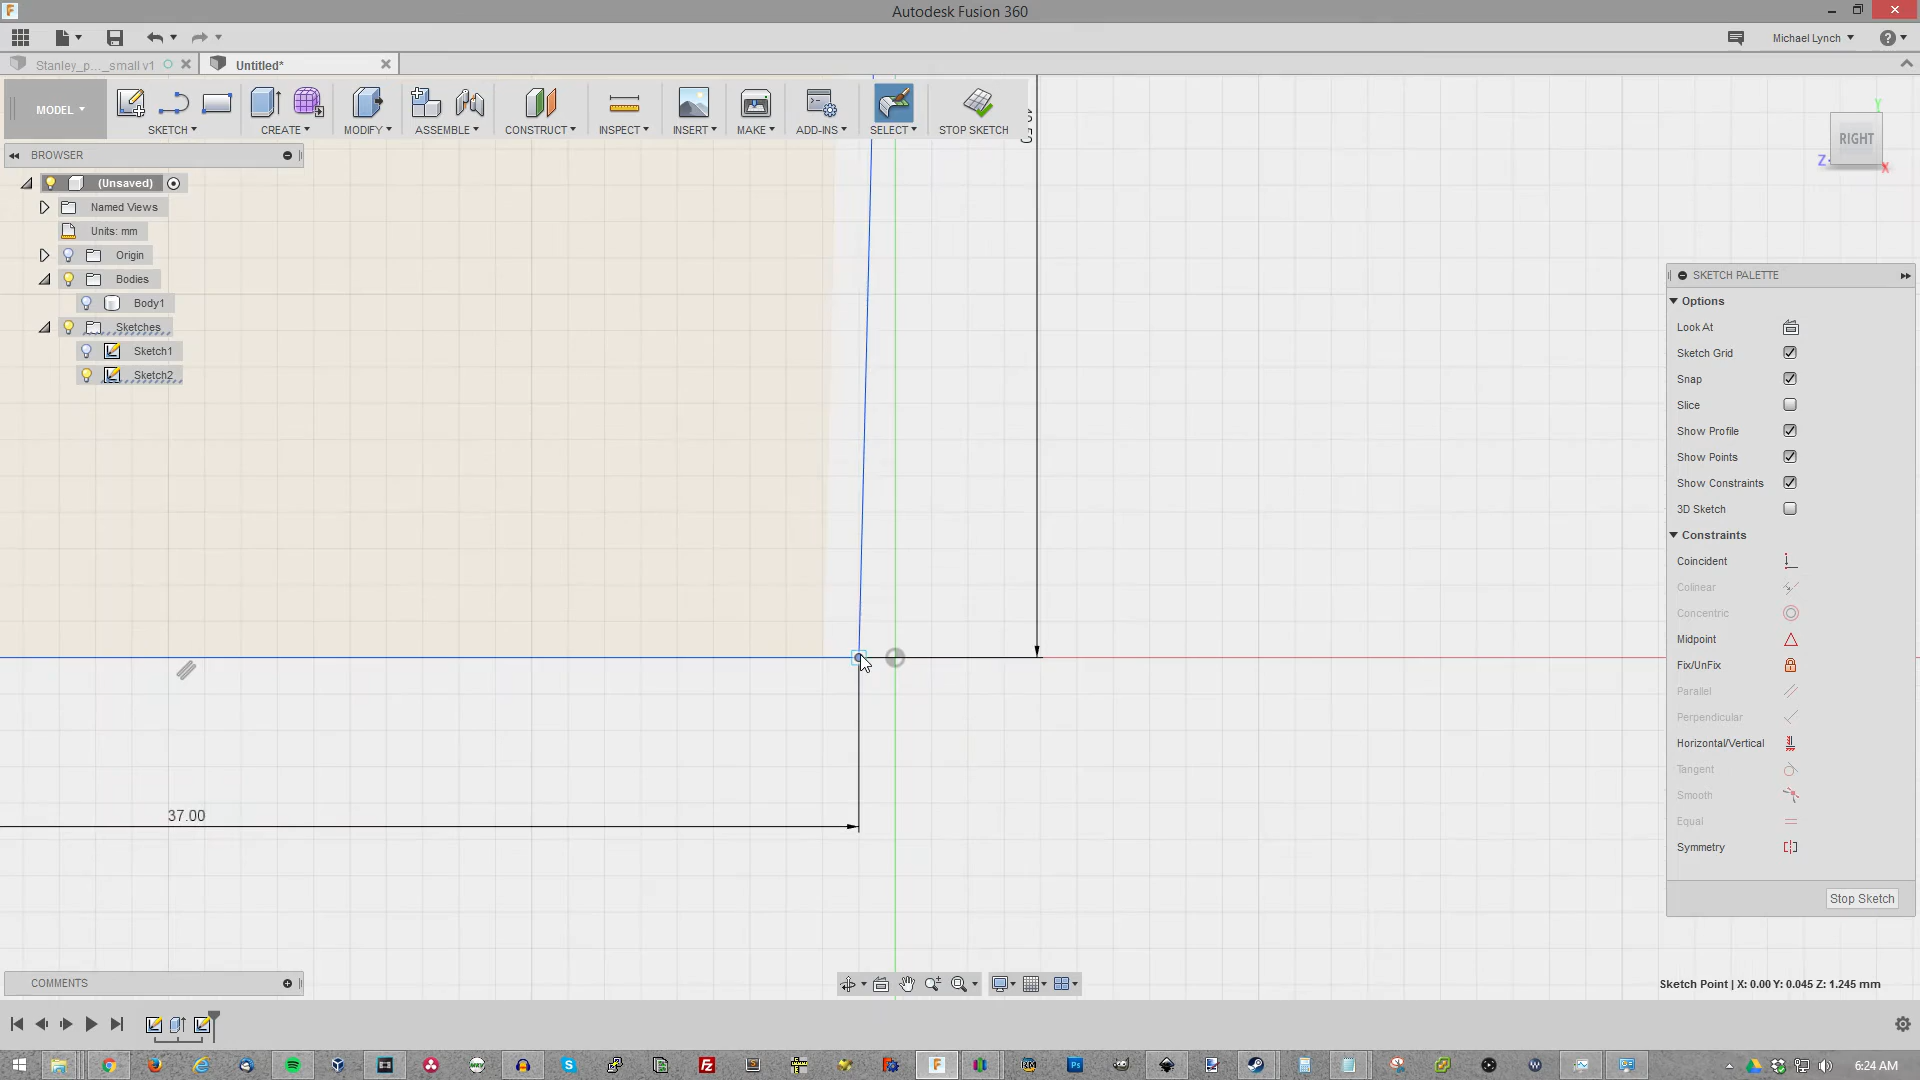 Autodesk Fusion 360
Michael Lynch
Stanley_p..._small v1
Untitled*
MODEL
SKETCH
CREATE
MODIFY
ASSEMBLE
CONSTRUCT
INSPECT
INSERT
MAKE
ADD-INS
SELECT
STOP SKETCH
BROWSER
(Unsaved)
Named Views
Units: mm
Origin
Bodies
Body1
Sketches
Sketch1
Sketch2
Y
RIGHT
Z
X
SKETCH PALETTE
Options
Look At
Sketch Grid
Snap
Slice
Show Profile
Show Points
Show Constraints
3D Sketch
Constraints
Coincident
Colinear
Concentric
Midpoint
Fix/UnFix
Parallel
Perpendicular
Horizontal/Vertical
Tangent
Smooth
Equal
Symmetry
Stop Sketch
37.00
COMMENTS
Sketch Point | X: 0.00 Y: 0.045 Z: 1.245 mm
6:24 AM